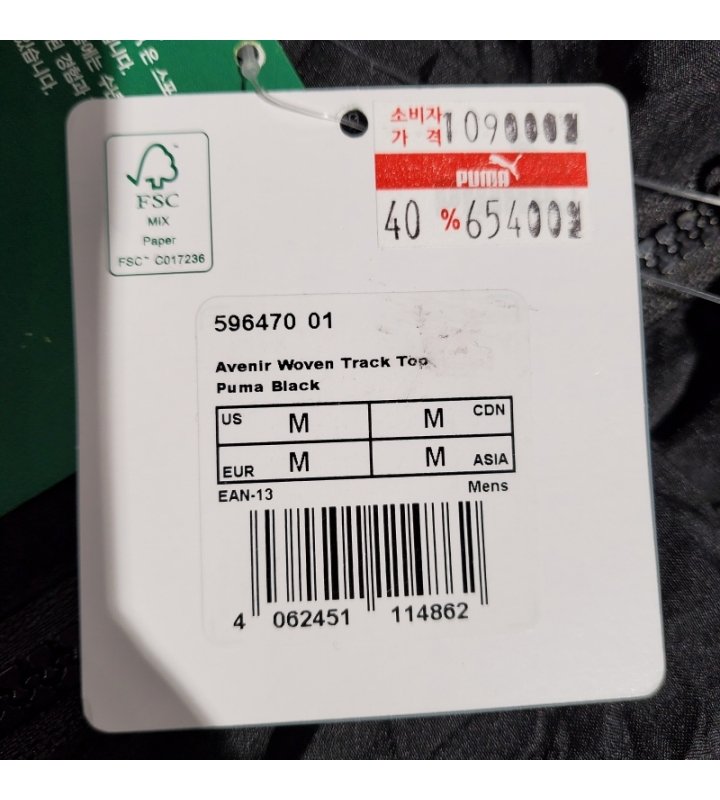 FSC
MIX
Paper
FSC™ C017236
소비자 109000원
가 격
PUMA
40 % 65400원
596470 01
Avenir Woven Track Top
Puma Black
US M M CDN
EUR M M ASIA
EAN-13 Mens
4 062451 114862